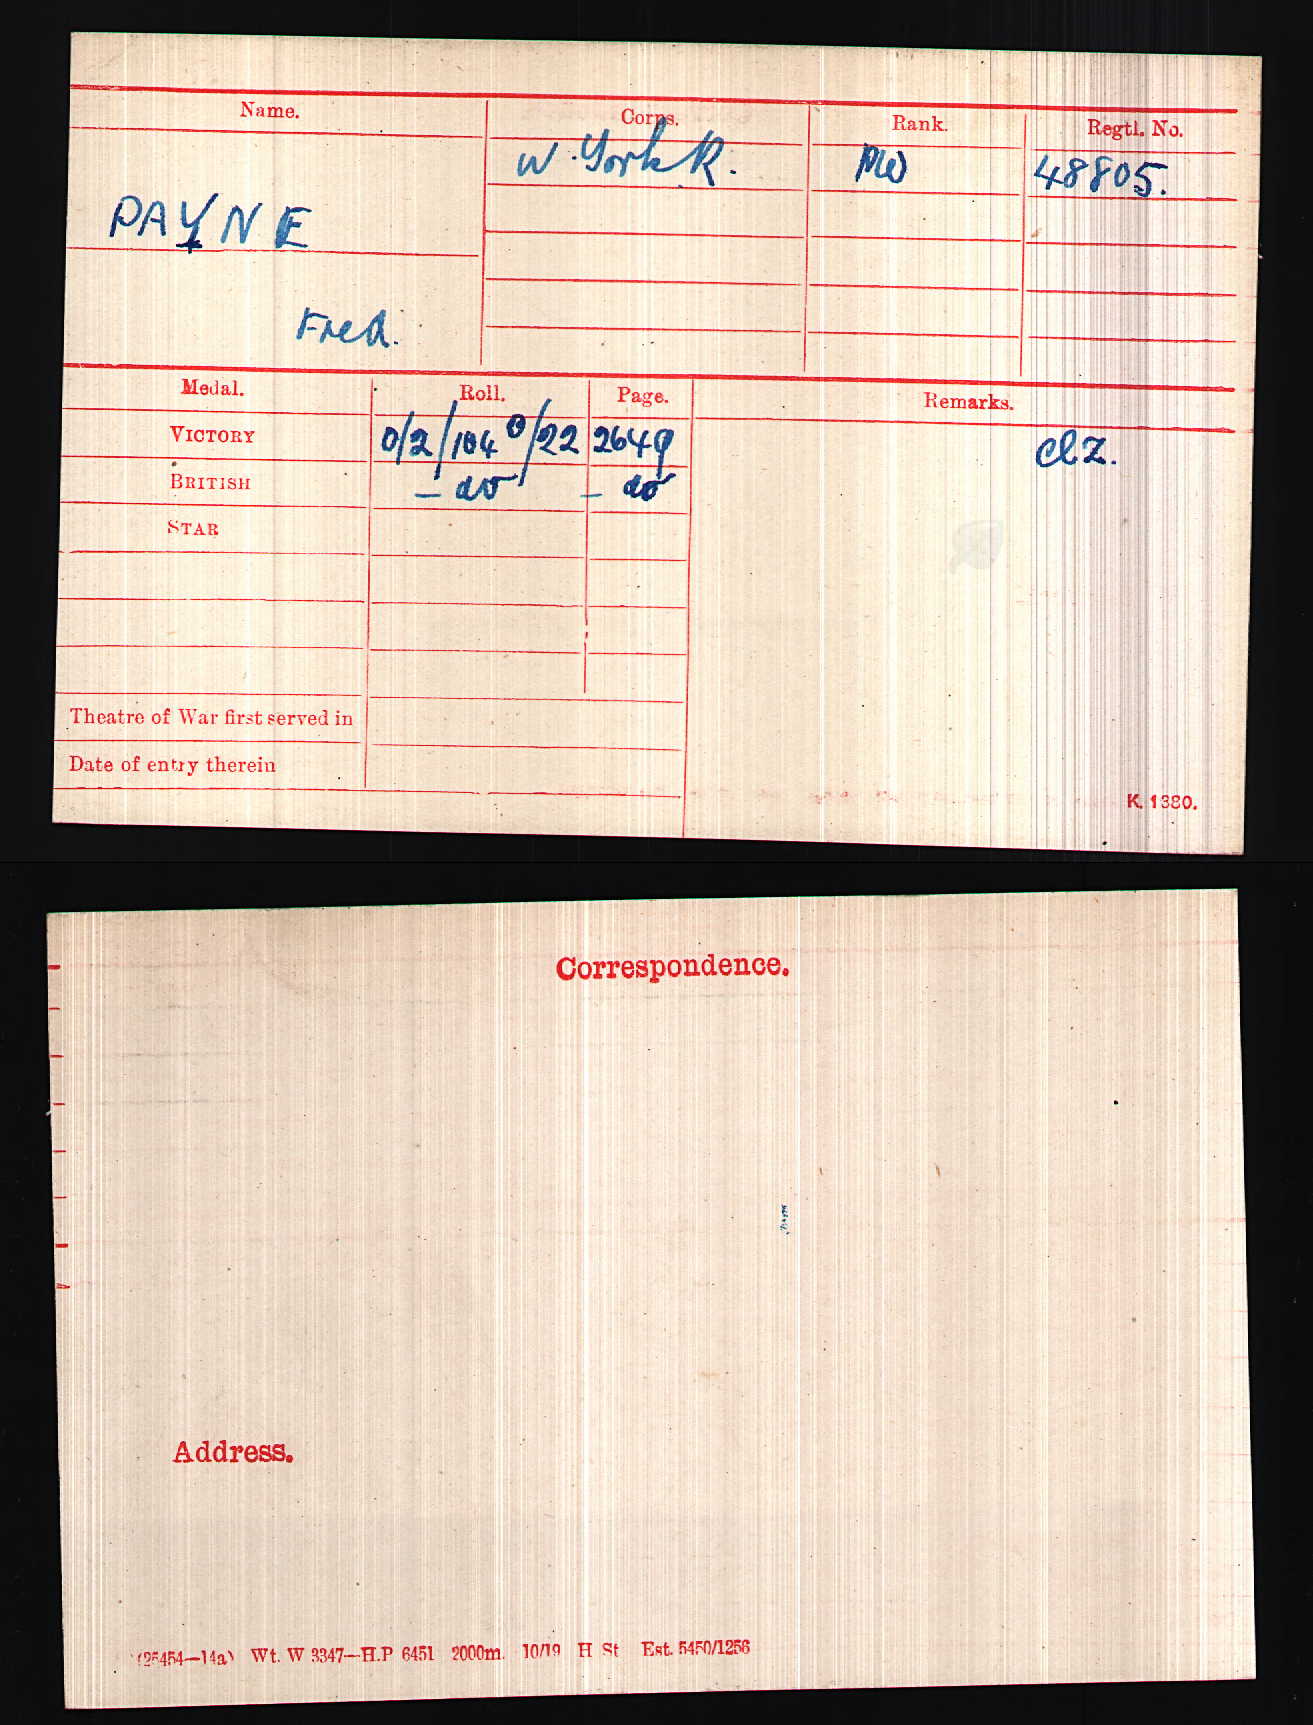 Name. Corps. Rank. Regtl. No.
W. York R. PW 48805.
PAYNE
Fred.
Medal. Roll. Page. Remarks.
VICTORY 0/2/104 B/22 2649 Cl Z.
BRITISH - do - do
STAR
Theatre of War first served in
Date of entry therein
K. 1380.
Correspondence.
Address.
(25454—14a) Wt. W 3347—H.P 6451 2000m. 10/19 H St Est. 5450/1256